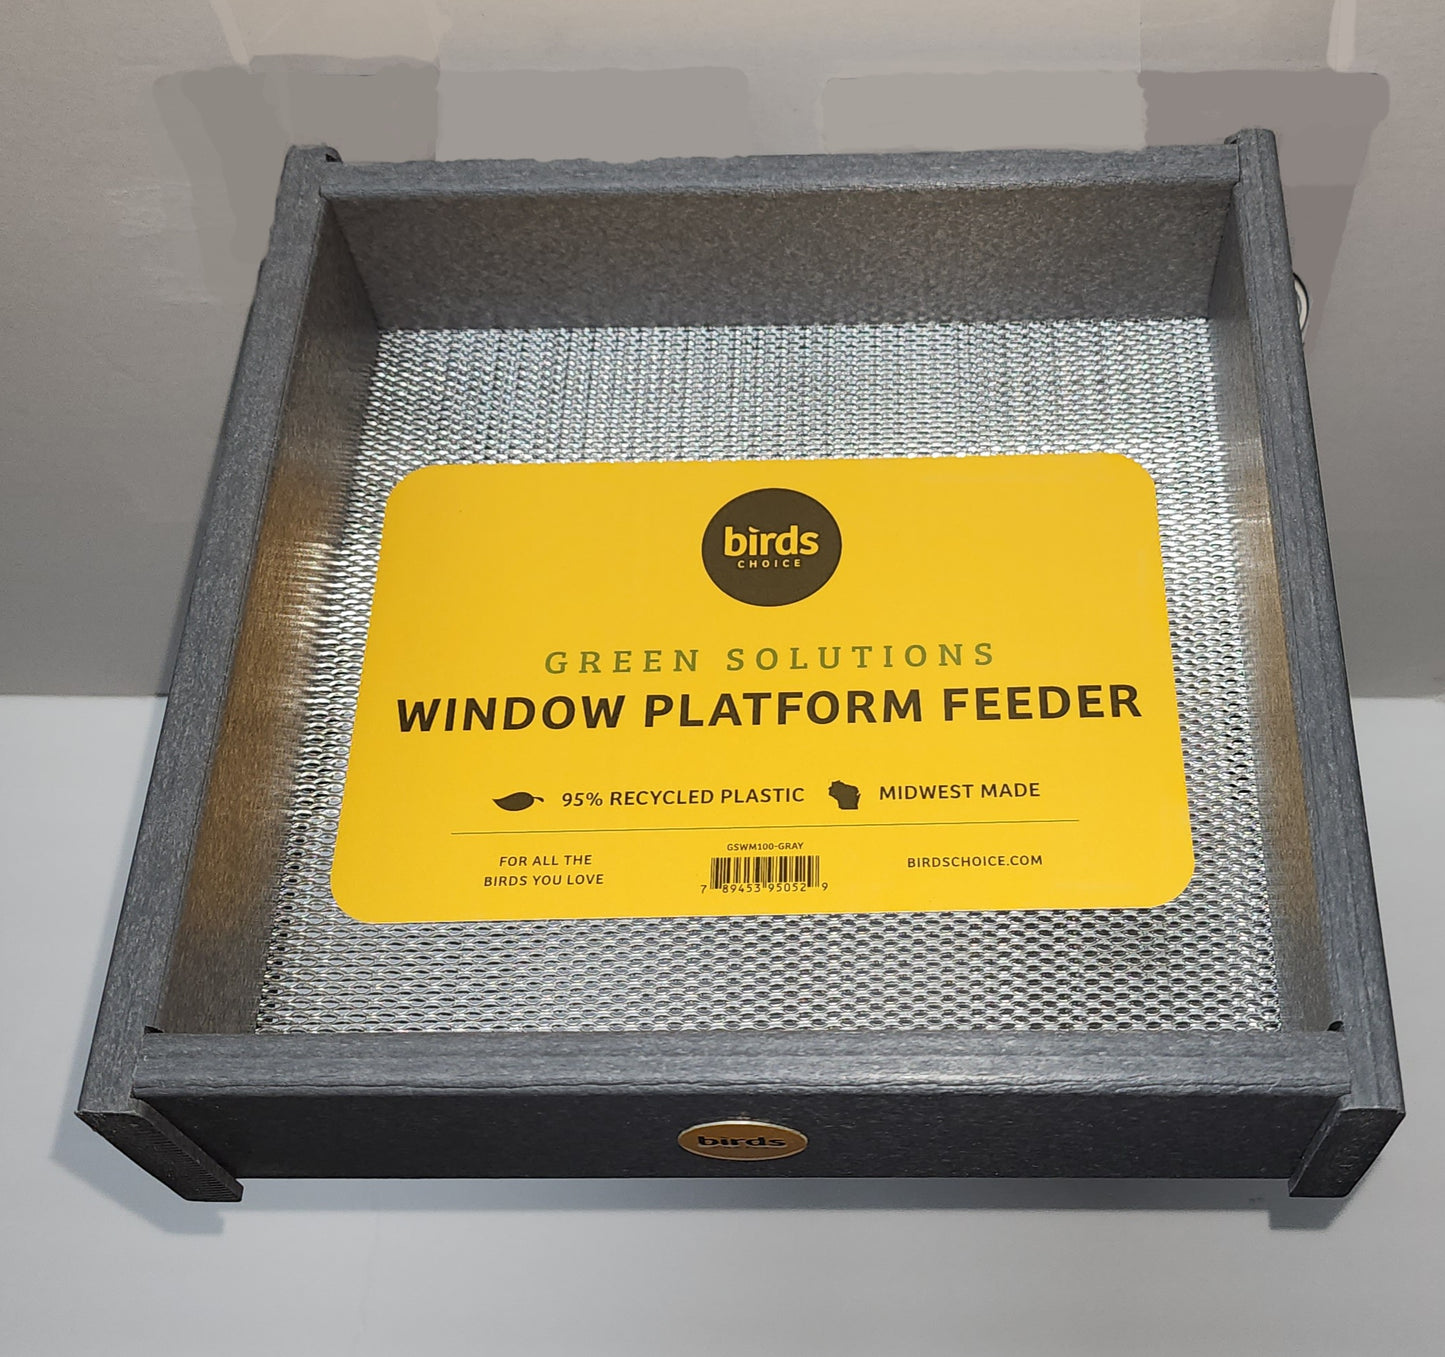 birds
CHOICE
GREEN SOLUTIONS
WINDOW PLATFORM FEEDER
95% RECYCLED PLASTIC MIDWEST MADE
FOR ALL THE
BIRDS YOU LOVE
GSWM100-GRAY
7 89453 95052 9
BIRDSCHOICE.COM
birds